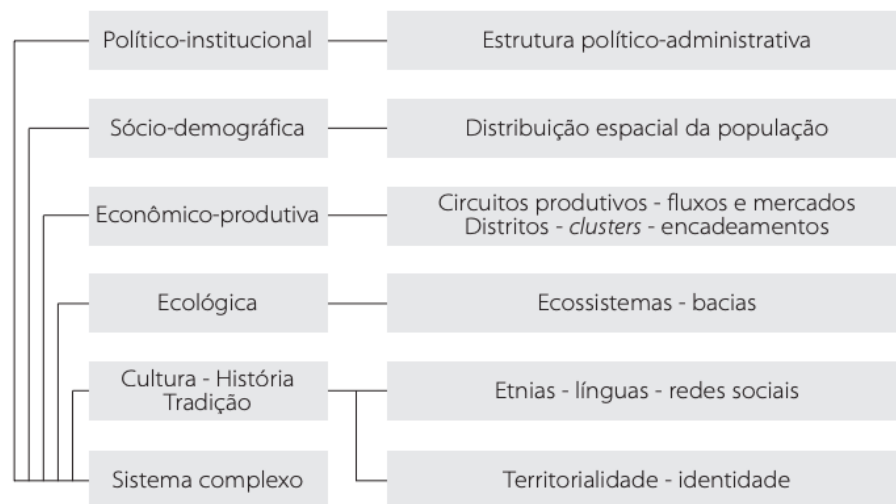 Político-institucional
Estrutura político-administrativa
Sócio-demográfica
Distribuição espacial da população
Econômico-produtiva
Circuitos produtivos - fluxos e mercados
Distritos - clusters - encadeamentos
Ecológica
Ecossistemas - bacias
Cultura - História
Tradição
Etnias - línguas - redes sociais
Sistema complexo
Territorialidade - identidade